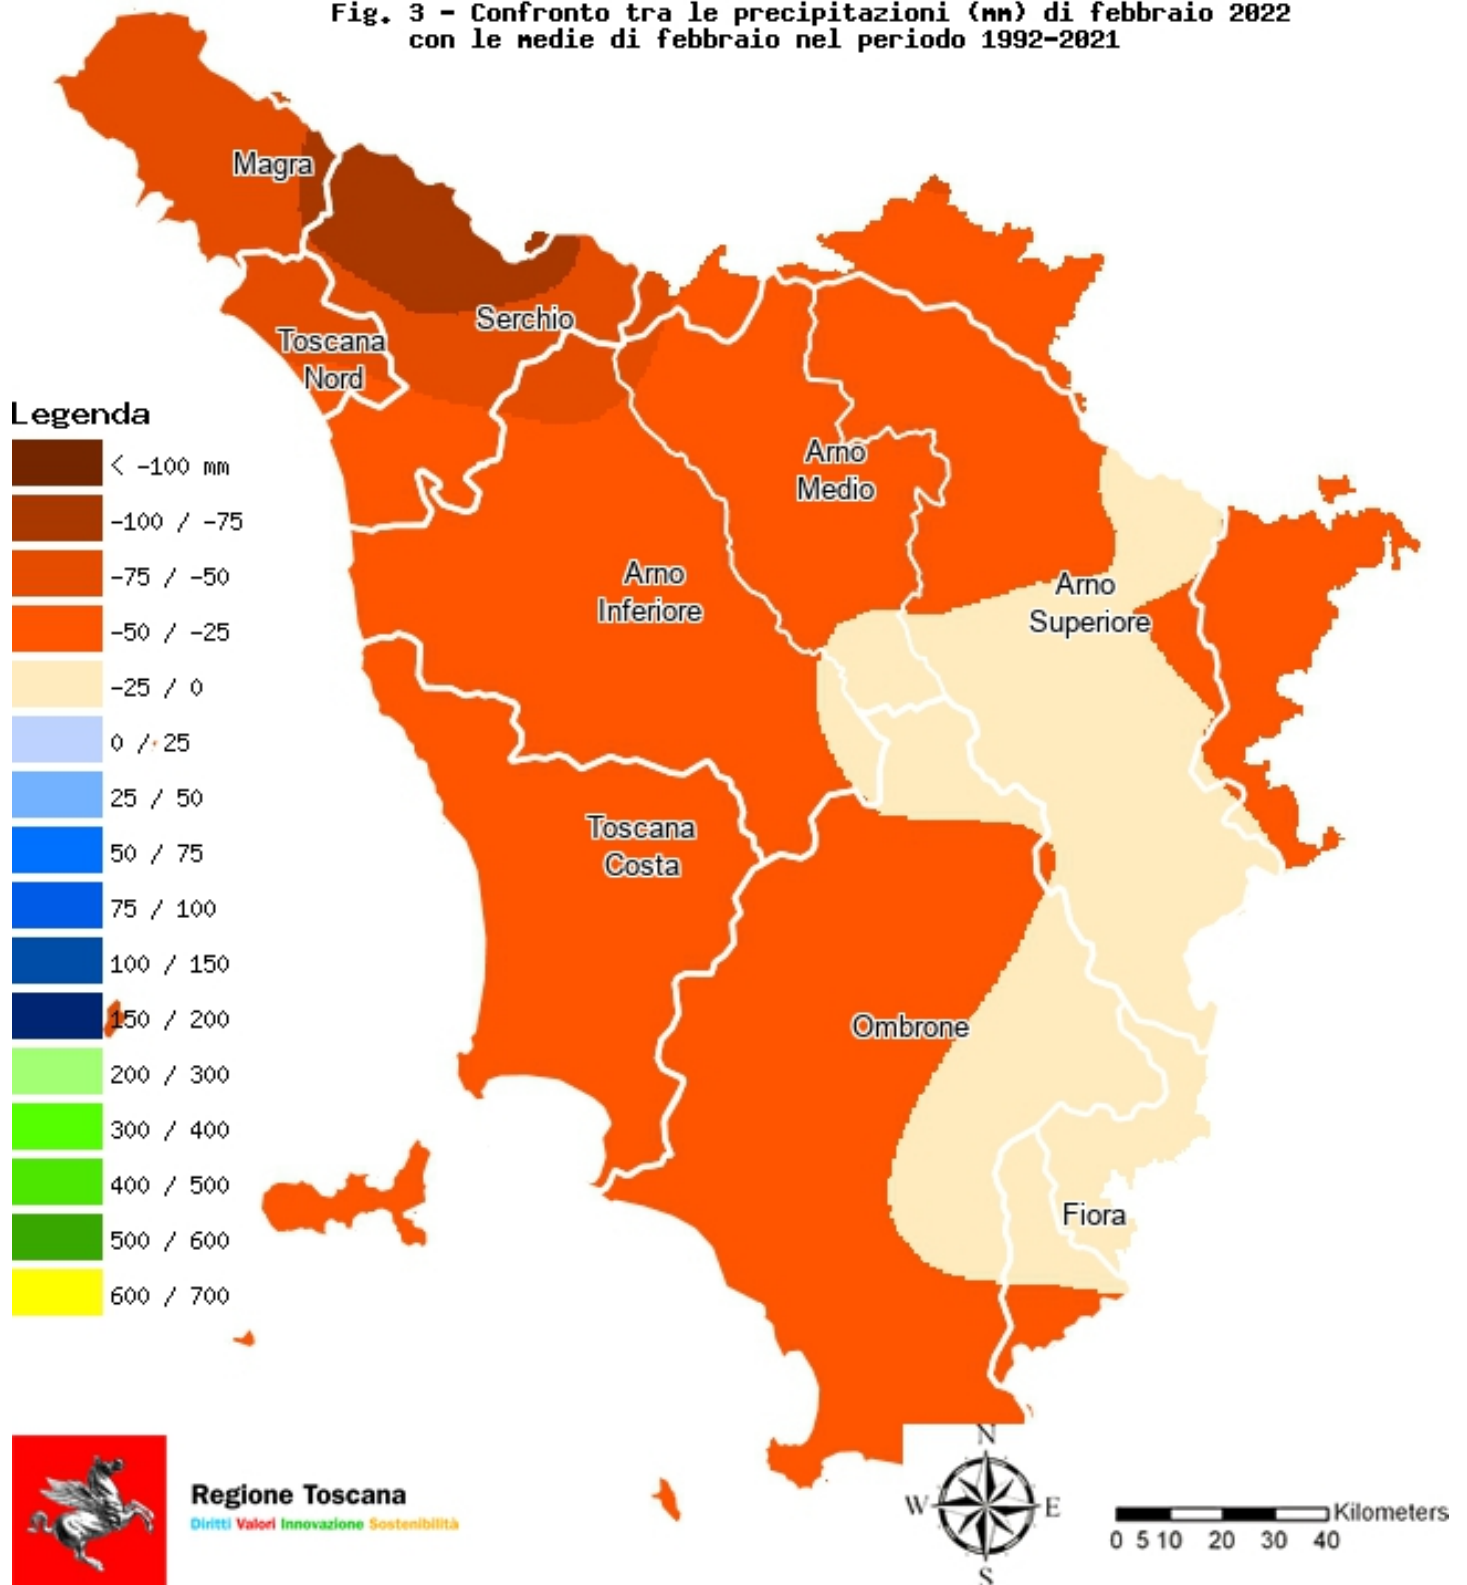 Fig. 3 - Confronto tra le precipitazioni (mm) di febbraio 2022
con le medie di febbraio nel periodo 1992-2021
Magra
Serchio
Toscana
Nord
Legenda
< -100 mm
-100 / -75
-75 / -50
-50 / -25
-25 / 0
0 / 25
25 / 50
50 / 75
75 / 100
100 / 150
150 / 200
200 / 300
300 / 400
400 / 500
500 / 600
600 / 700
Arno
Medio
Arno
Inferiore
Arno
Superiore
Toscana
Costa
Ombrone
Fiora
Regione Toscana
Diritti Valori Innovazione Sostenibilità
N
W
E
S
Kilometers
0 5 10 20 30 40